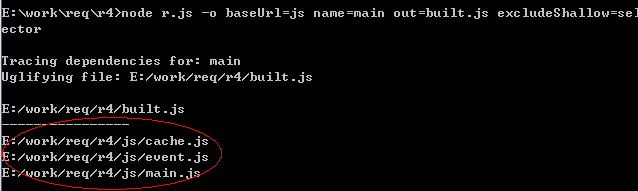 E:\work\req\r4>node r.js -o baseUrl=js name=main out=built.js excludeShallow=sel
ector
Tracing dependencies for: main
Uglifying file: E:/work/req/r4/built.js
E:/work/req/r4/built.js
----------------
E:/work/req/r4/js/cache.js
E:/work/req/r4/js/event.js
E:/work/req/r4/js/main.js